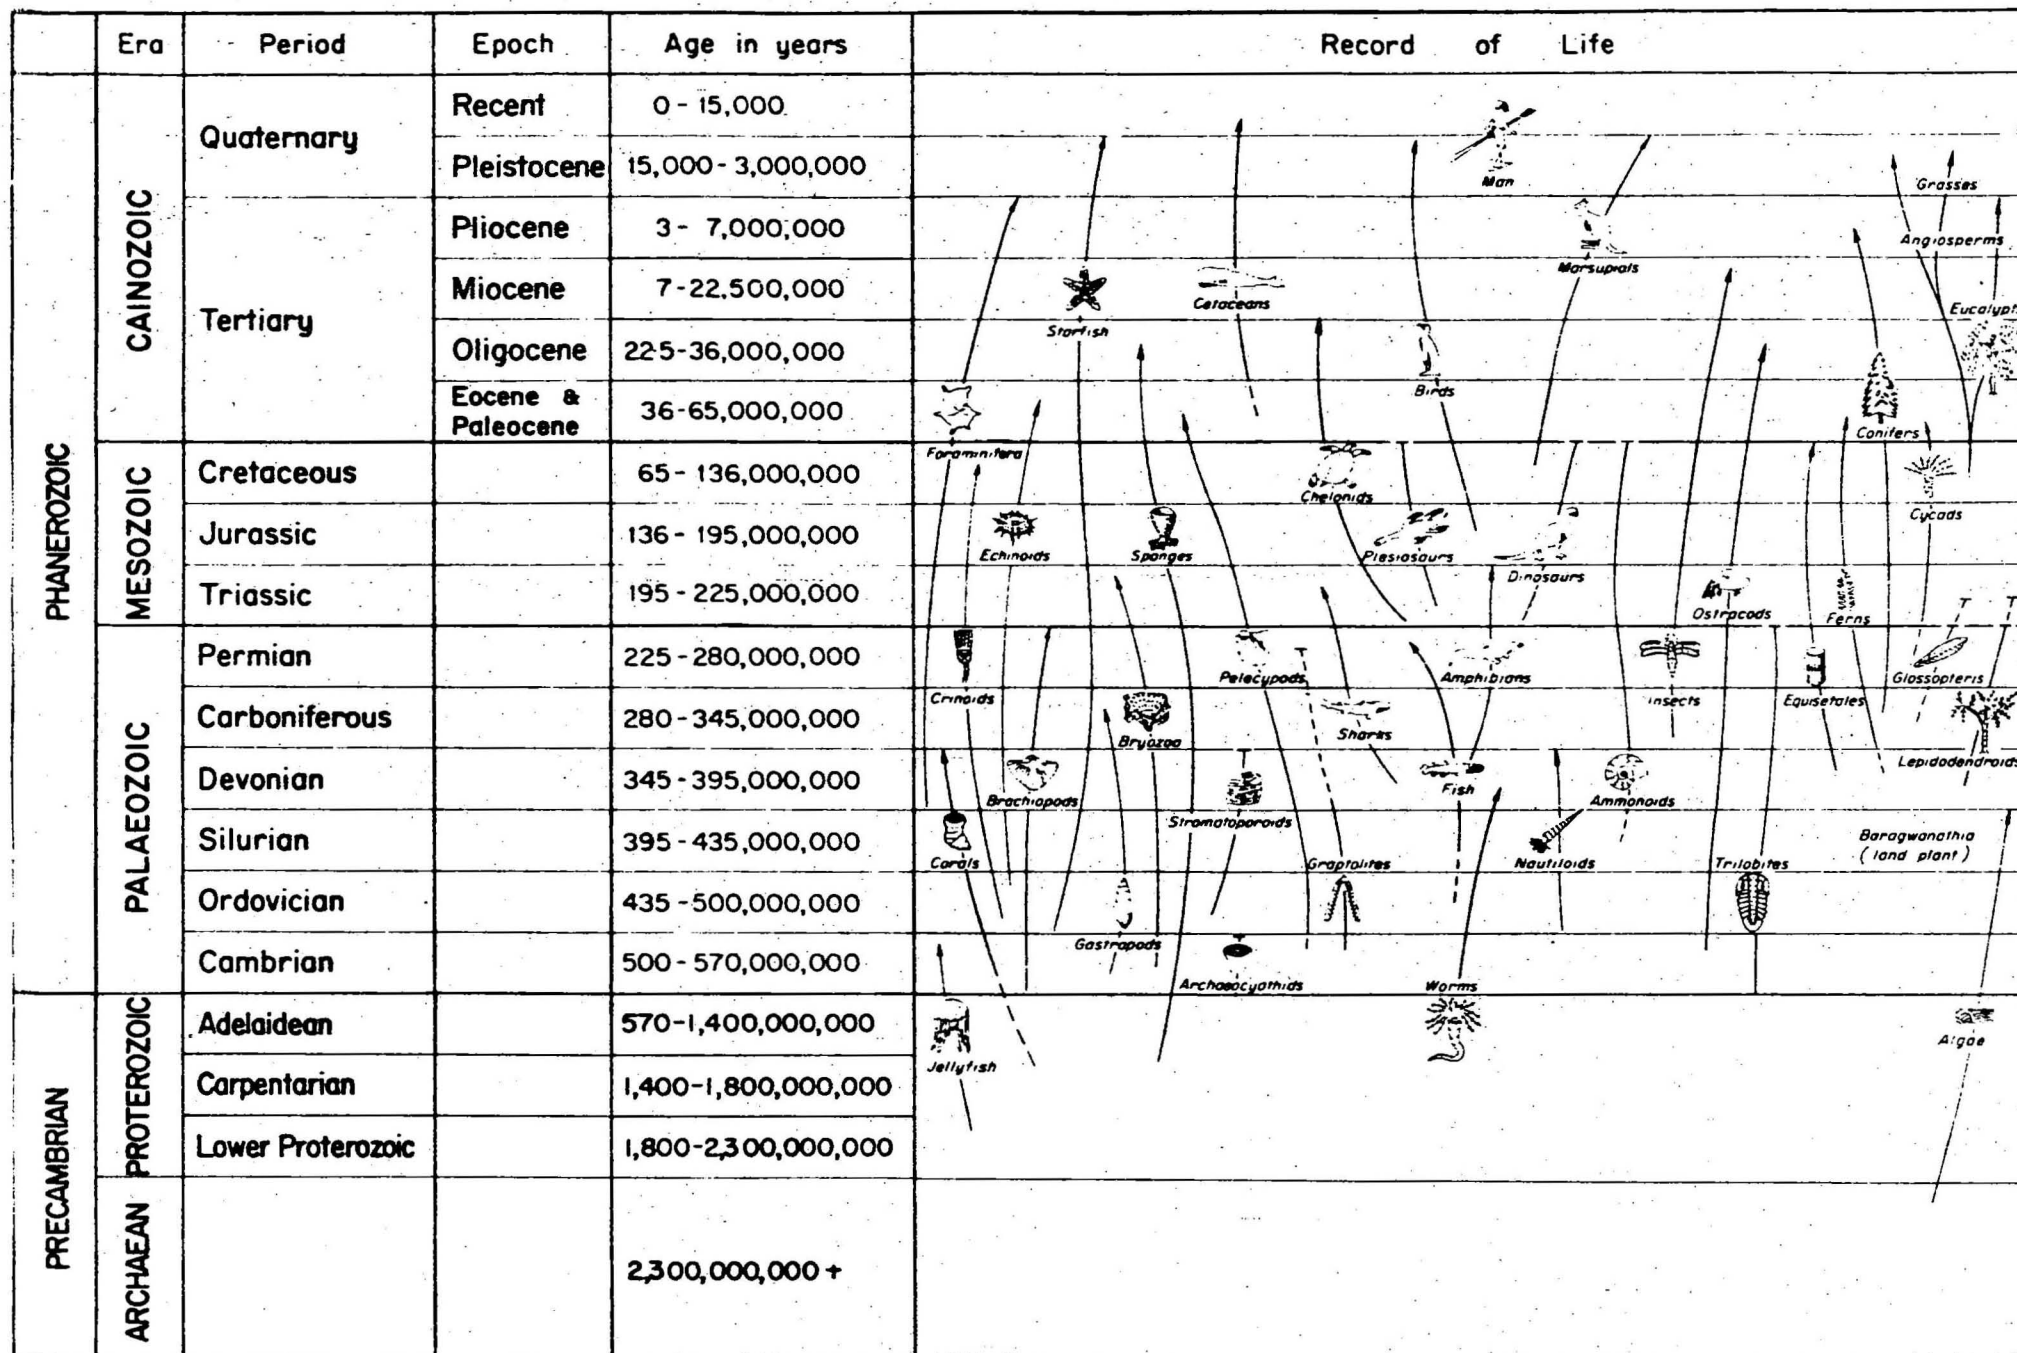 Era Period Epoch Age in years Record of Life
PHANEROZOIC
CAINOZOIC
Quaternary
Recent 0 - 15,000
Pleistocene 15,000 - 3,000,000
Tertiary
Pliocene 3 - 7,000,000
Miocene 7 - 22,500,000
Oligocene 22·5 - 36,000,000
Eocene &
Paleocene
36 - 65,000,000
MESOZOIC
Cretaceous 65 - 136,000,000
Jurassic 136 - 195,000,000
Triassic 195 - 225,000,000
PALAEOZOIC
Permian 225 - 280,000,000
Carboniferous 280 - 345,000,000
Devonian 345 - 395,000,000
Silurian 395 - 435,000,000
Ordovician 435 - 500,000,000
Cambrian 500 - 570,000,000
PRECAMBRIAN
PROTEROZOIC
Adelaidean 570 - 1,400,000,000
Carpentarian 1,400 - 1,800,000,000
Lower Proterozoic 1,800 - 2,300,000,000
ARCHAEAN
2,300,000,000 +
Man
Grasses
Angiosperms
Marsupials
Cetaceans
Eucalypt
Starfish
Birds
Conifers
Foraminifera
Chelonids
Cycads
Echinoids
Sponges
Plesiosaurs
Dinosaurs
Ostracods
Ferns
Pelecypods
Amphibians
Glossopteris
Crinoids
Insects
Equisetales
Sharks
Bryozoa
Lepidodendroids
Fish
Brachiopods
Ammonoids
Stromatoporoids
Baragwanathia
(land plant)
Corals
Graptolites
Nautiloids
Trilobites
Gastropods
Archaeocyathids
Worms
Algae
Jellyfish